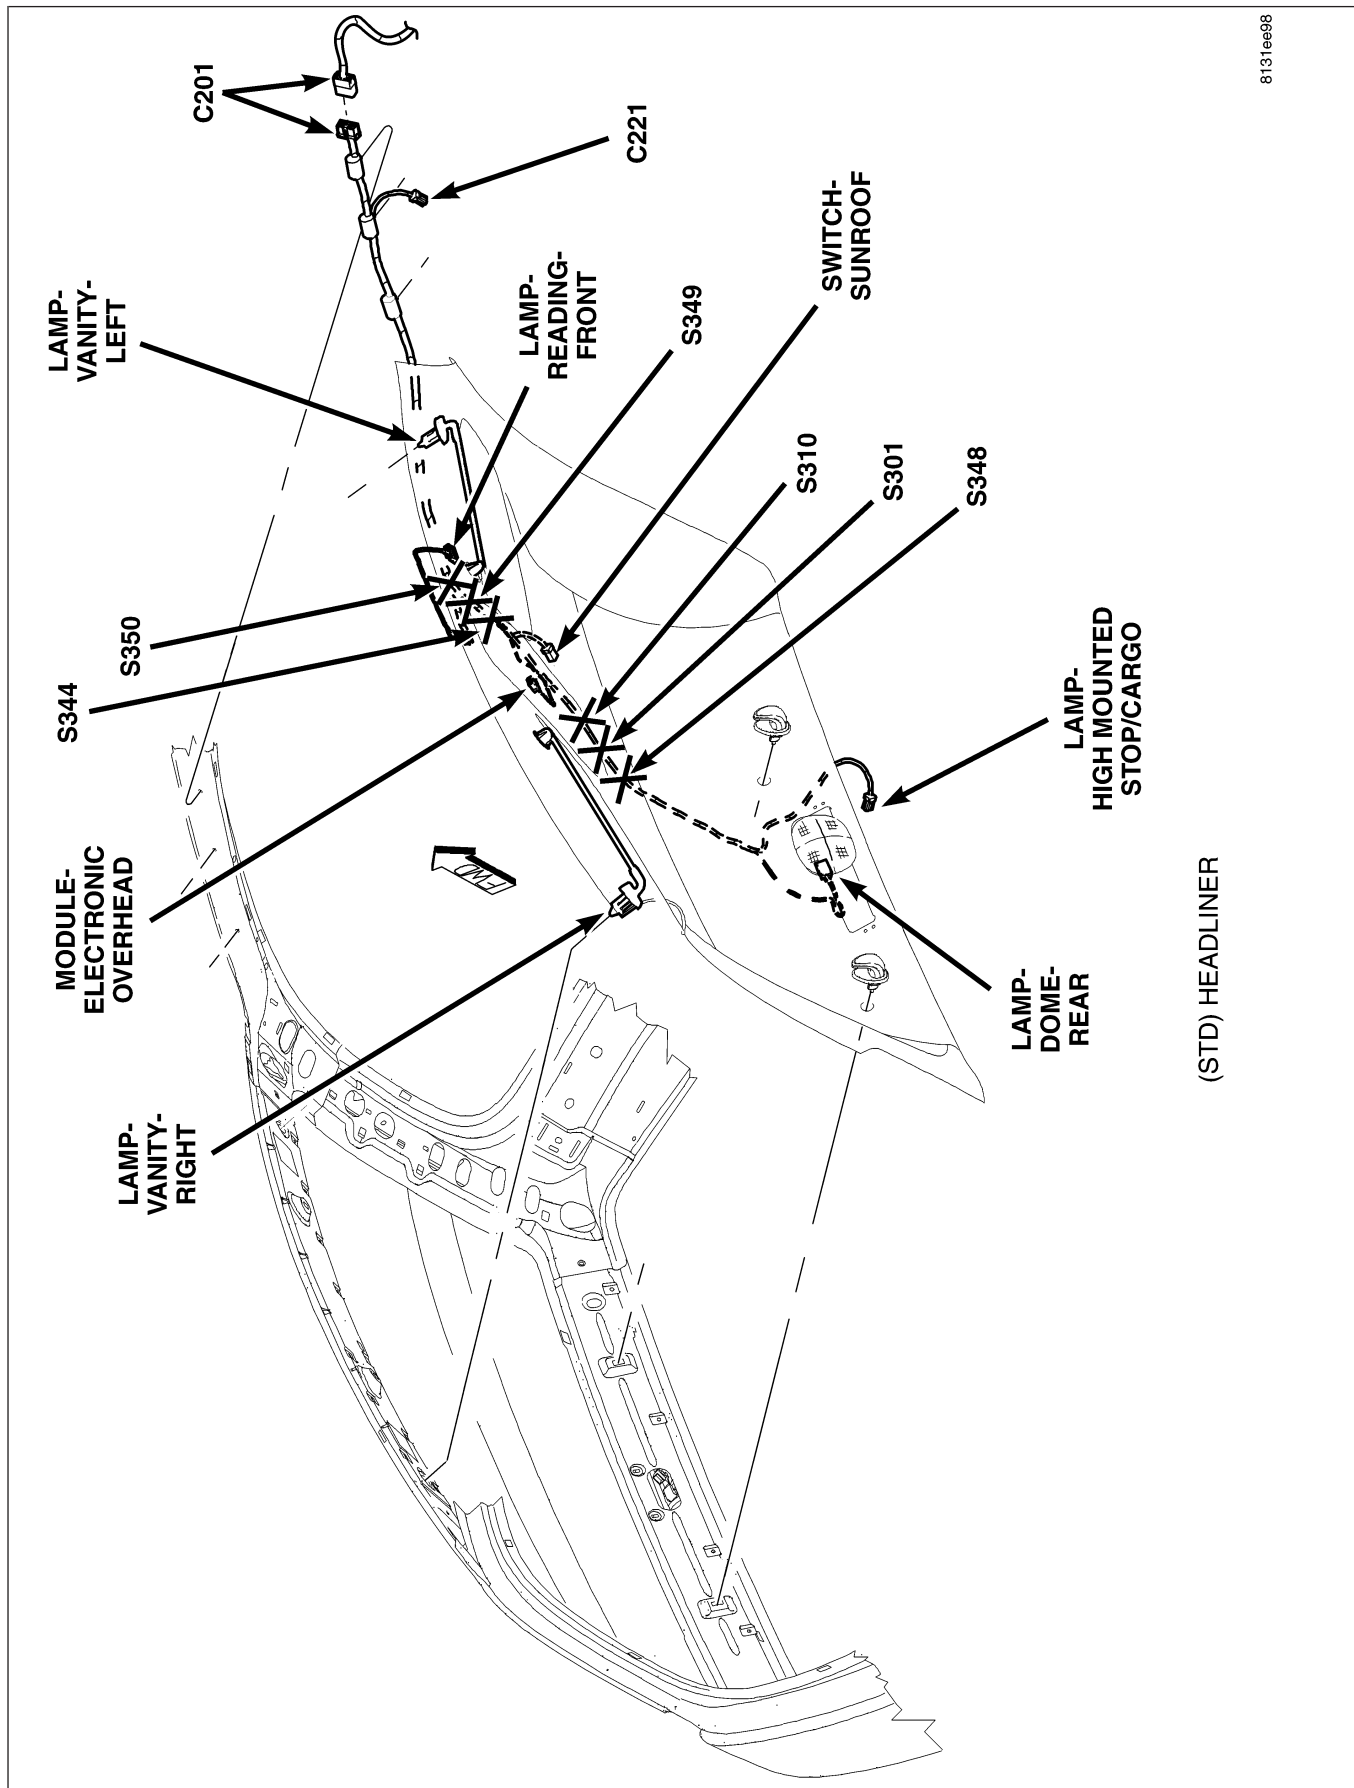 8131ee98
C201
C221
LAMP-
VANITY-
LEFT
LAMP-
READING-
FRONT
SWITCH-
SUNROOF
S349
S310
S301
S348
S350
S344
LAMP-
HIGH MOUNTED
STOP/CARGO
MODULE-
ELECTRONIC
OVERHEAD
FWD
LAMP-
DOME-
REAR
LAMP-
VANITY-
RIGHT
(STD) HEADLINER